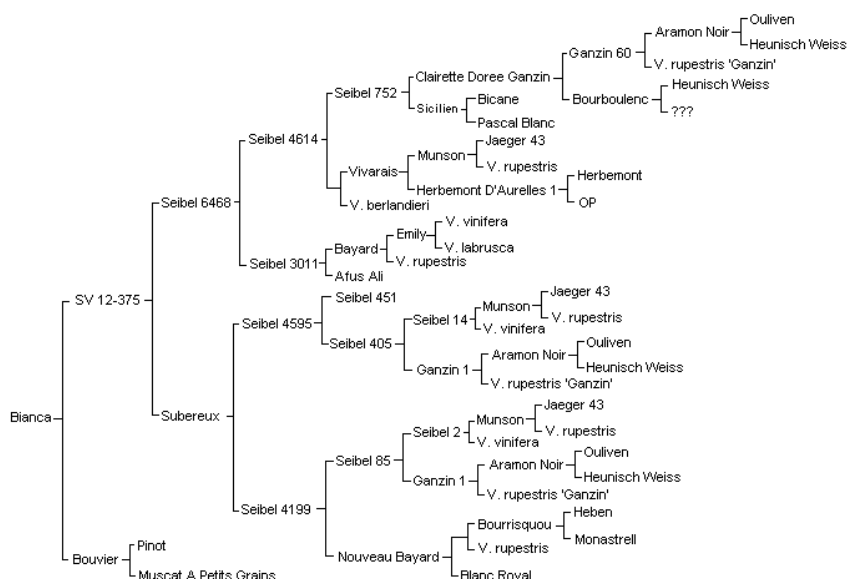 Ouliven
Aramon Noir
Heunisch Weiss
Ganzin 60
V. rupestris 'Ganzin'
Clairette Doree Ganzin
Heunisch Weiss
Bourboulenc
???
Seibel 752
Bicane
Sicilien
Pascal Blanc
Seibel 4614
Jaeger 43
Munson
V. rupestris
Vivarais
Herbemont
Herbemont D'Aurelles 1
OP
V. berlandieri
Seibel 6468
V. vinifera
Emily
V. labrusca
Bayard
V. rupestris
Seibel 3011
Afus Ali
SV 12-375
Seibel 451
Jaeger 43
Munson
V. rupestris
Seibel 14
V. vinifera
Seibel 4595
Seibel 405
Ouliven
Aramon Noir
Heunisch Weiss
Ganzin 1
V. rupestris 'Ganzin'
Bianca
Subereux
Jaeger 43
Munson
V. rupestris
Seibel 2
V. vinifera
Seibel 85
Ouliven
Aramon Noir
Heunisch Weiss
Ganzin 1
V. rupestris 'Ganzin'
Seibel 4199
Heben
Bourrisquou
Monastrell
V. rupestris
Nouveau Bayard
Blanc Royal
Pinot
Bouvier
Muscat A Petits Grains